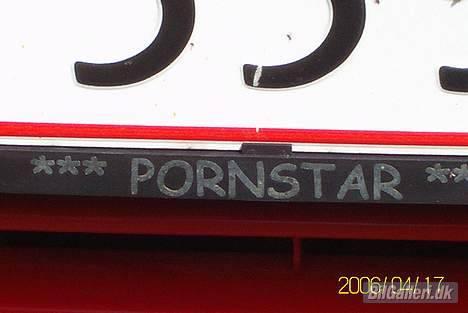 *** PORNSTAR **
2006/04/17
BilGalleri.dk